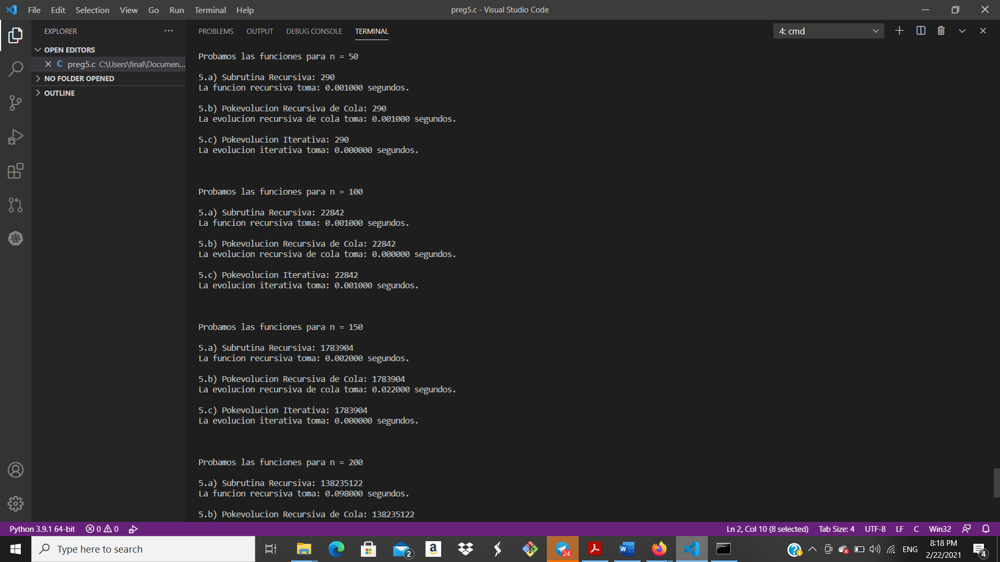 File Edit Selection View Go Run Terminal Help
preg5.c - Visual Studio Code
EXPLORER
OPEN EDITORS
C preg5.c C:\Users\final\Documen...
NO FOLDER OPENED
OUTLINE
PROBLEMS OUTPUT DEBUG CONSOLE TERMINAL
4: cmd
Probamos las funciones para n = 50
5.a) Subrutina Recursiva: 290
La funcion recursiva toma: 0.001000 segundos.
5.b) Pokevolucion Recursiva de Cola: 290
La evolucion recursiva de cola toma: 0.001000 segundos.
5.c) Pokevolucion Iterativa: 290
La evolucion iterativa toma: 0.000000 segundos.
Probamos las funciones para n = 100
5.a) Subrutina Recursiva: 22842
La funcion recursiva toma: 0.001000 segundos.
5.b) Pokevolucion Recursiva de Cola: 22842
La evolucion recursiva de cola toma: 0.000000 segundos.
5.c) Pokevolucion Iterativa: 22842
La evolucion iterativa toma: 0.001000 segundos.
Probamos las funciones para n = 150
5.a) Subrutina Recursiva: 1783904
La funcion recursiva toma: 0.002000 segundos.
5.b) Pokevolucion Recursiva de Cola: 1783904
La evolucion recursiva de cola toma: 0.022000 segundos.
5.c) Pokevolucion Iterativa: 1783904
La evolucion iterativa toma: 0.000000 segundos.
Probamos las funciones para n = 200
5.a) Subrutina Recursiva: 138235122
La funcion recursiva toma: 0.098000 segundos.
5.b) Pokevolucion Recursiva de Cola: 138235122
Python 3.9.1 64-bit 0 0
Ln 2, Col 10 (8 selected) Tab Size: 4 UTF-8 LF C Win32
Type here to search
2
a
24
W
ENG
8:18 PM
2/22/2021
4